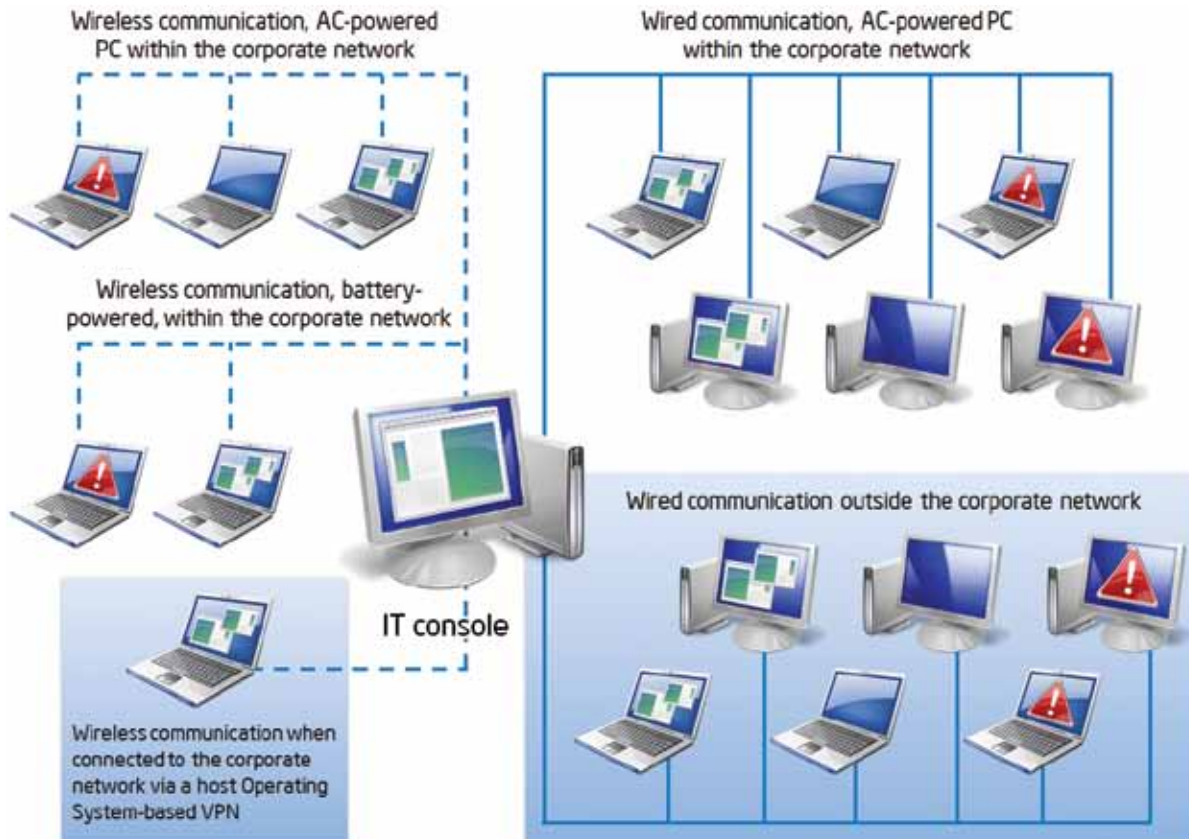 Wireless communication, AC-powered
PC within the corporate network
Wired communication, AC-powered PC
within the corporate network
Wireless communication, battery-
powered, within the corporate network
Wired communication outside the corporate network
IT console
Wireless communication when
connected to the corporate
network via a host Operating
System-based VPN